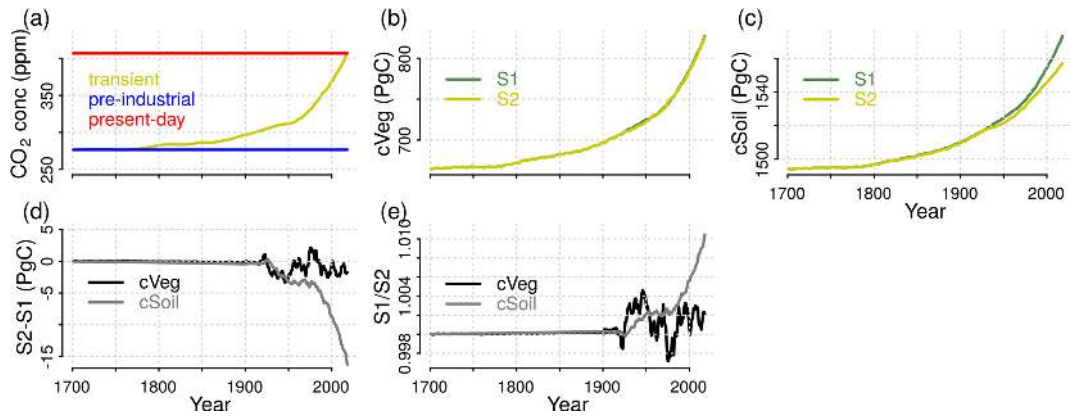 (a)
CO₂ conc (ppm)
250
350
transient
pre-industrial
present-day
(b)
cVeg (PgC)
700
800
S1
S2
(c)
cSoil (PgC)
1500
1540
S1
S2
1700
1800
1900
2000
Year
(d)
S2-S1 (PgC)
5
0
-5
-15
cVeg
cSoil
1700
1800
1900
2000
Year
(e)
S1/S2
0.998
1.004
1.010
cVeg
cSoil
1700
1800
1900
2000
Year